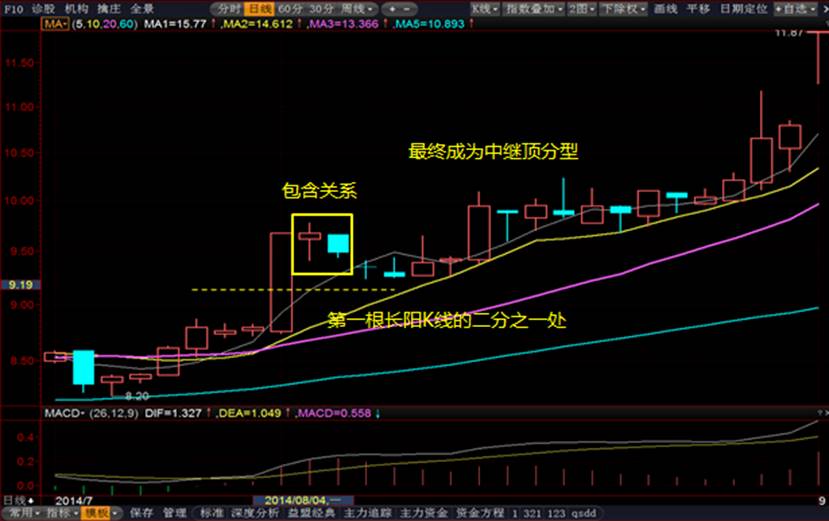 F10 诊股 机构 擒庄 全景 分时 日线 60分 30分 周线 K线 指数叠加 2图 下除权 画线 平移 日期定位 +自选
MA (5,10,20,60) MA1=15.77↑,MA2=14.612↑,MA3=13.366↑,MA5=10.893↑
11.87
11.50
11.00
10.50
最终成为中继顶分型
包含关系
10.00
9.50
9.19
9.00
第一根长阳K线的二分之一处
8.50
8.20
MACD (26,12,9) DIF=1.327↑,DEA=1.049↑,MACD=0.558↓
0.4
0.2
0.0
日线 2014/7 2014/08/04,一 9
常用 指标 模板 保存 管理 标准 深度分析 益盟经典 主力追踪 主力资金 资金方程 1 321 123 qsdd